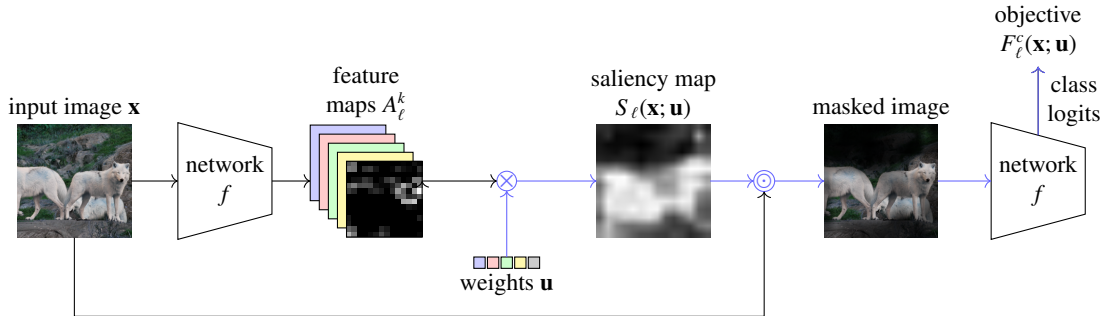 input image x
network
f
feature
maps A_ℓ^k
weights u
saliency map
S_ℓ(x; u)
masked image
network
f
objective
F_ℓ^c(x; u)
class
logits